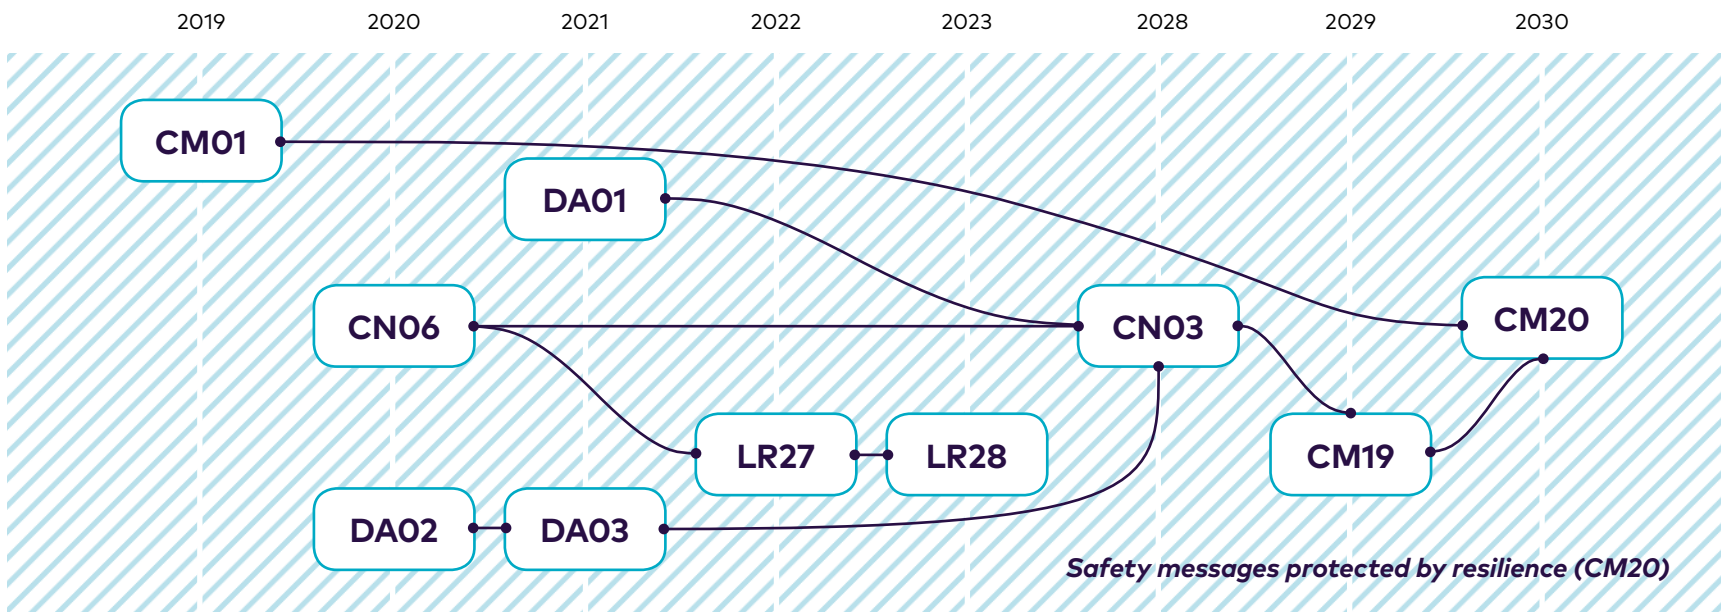 2019 2020 2021 2022 2023 2028 2029 2030
CM01
DA01
CN06 CN03 CM20
LR27 LR28 CM19
DA02 DA03
Safety messages protected by resilience (CM20)